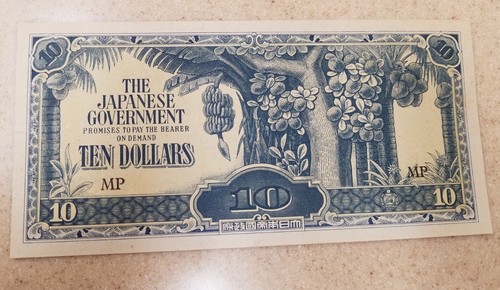 10 10
THE
JAPANESE
GOVERNMENT
PROMISES TO PAY THE BEARER
ON DEMAND
TEN DOLLARS
MP MP
10 10 10
府政國帝本日大